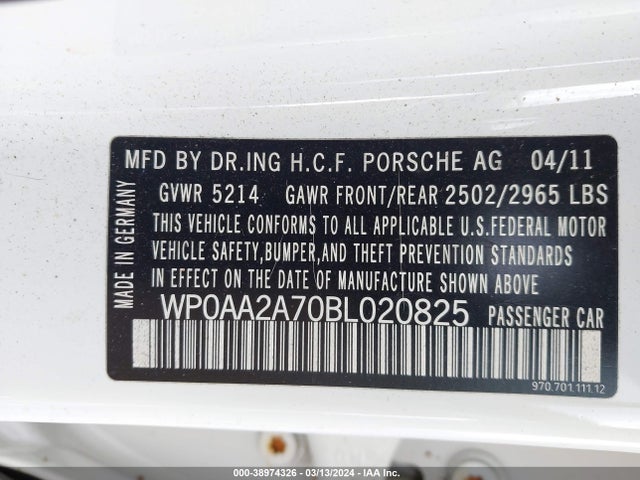 MFD BY DR.ING H.C.F. PORSCHE AG 04/11
GVWR 5214 GAWR FRONT/REAR 2502/2965 LBS
THIS VEHICLE CONFORMS TO ALL APPLICABLE U.S.FEDERAL MOTOR
VEHICLE SAFETY,BUMPER,AND THEFT PREVENTION STANDARDS
IN EFFECT ON THE DATE OF MANUFACTURE SHOWN ABOVE
MADE IN GERMANY
WP0AA2A70BL020825 PASSENGER CAR
970.701.111.12
000-38974326 - 03/13/2024 - IAA Inc.